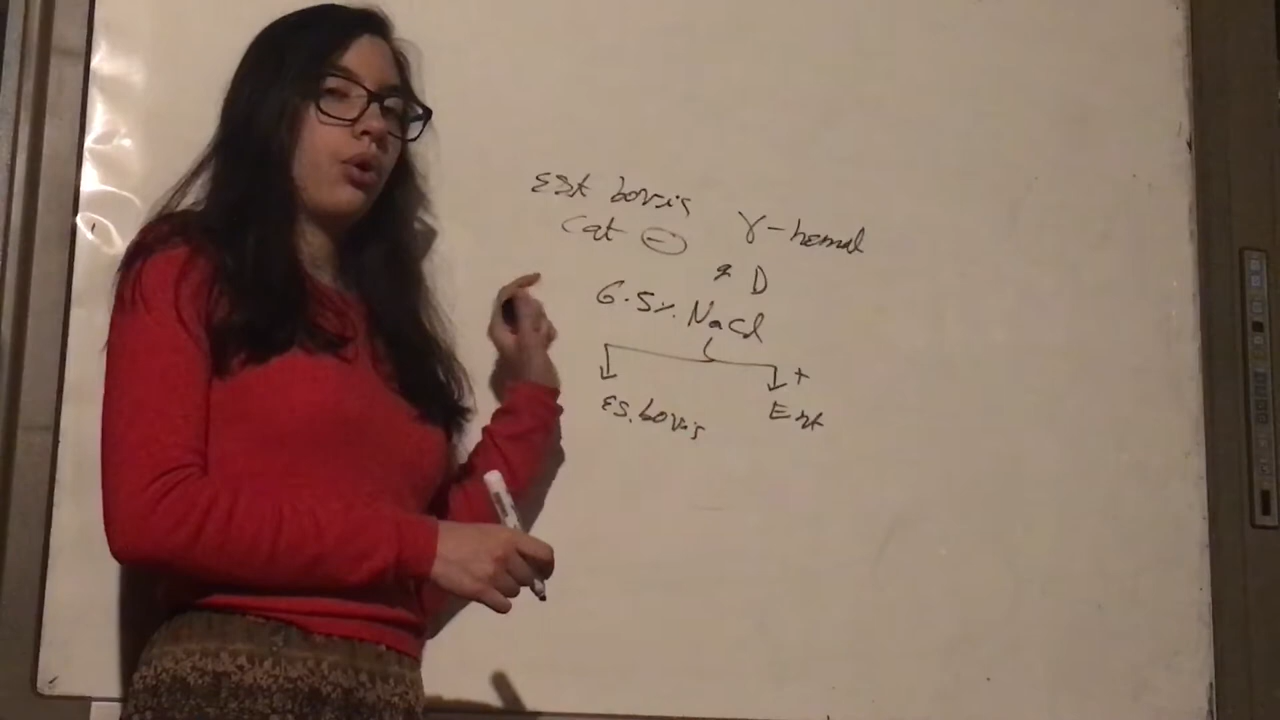 Est bovis
Cat - γ-hemol
D
6.5% NaCl
+
Es. bovis Ent